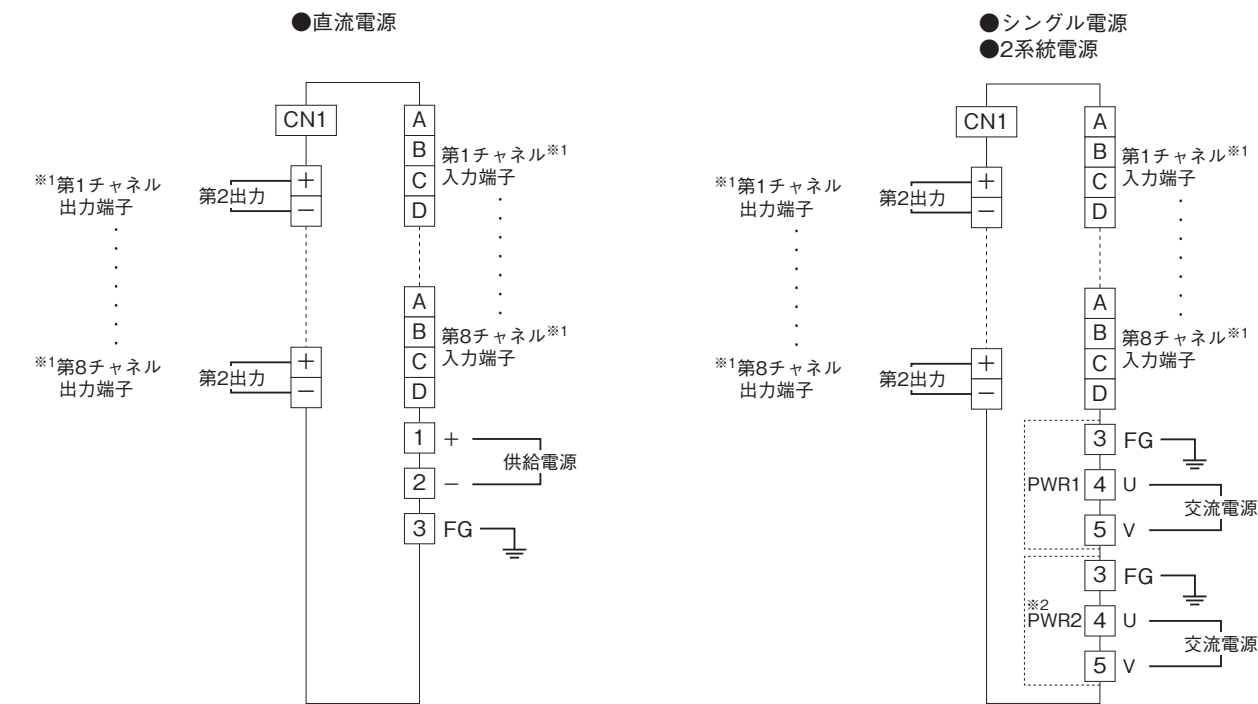 ●直流電源
CN1
A
B
C
D
第1チャネル※1
入力端子
※1第1チャネル
出力端子
第2出力
+
−
A
B
C
D
第8チャネル※1
入力端子
※1第8チャネル
出力端子
第2出力
+
−
1 +
2 −
供給電源
3 FG
●シングル電源
●2系統電源
CN1
A
B
C
D
第1チャネル※1
入力端子
※1第1チャネル
出力端子
第2出力
+
−
A
B
C
D
第8チャネル※1
入力端子
※1第8チャネル
出力端子
第2出力
+
−
3 FG
PWR1 4 U
交流電源
5 V
3 FG
※2
PWR2 4 U
交流電源
5 V